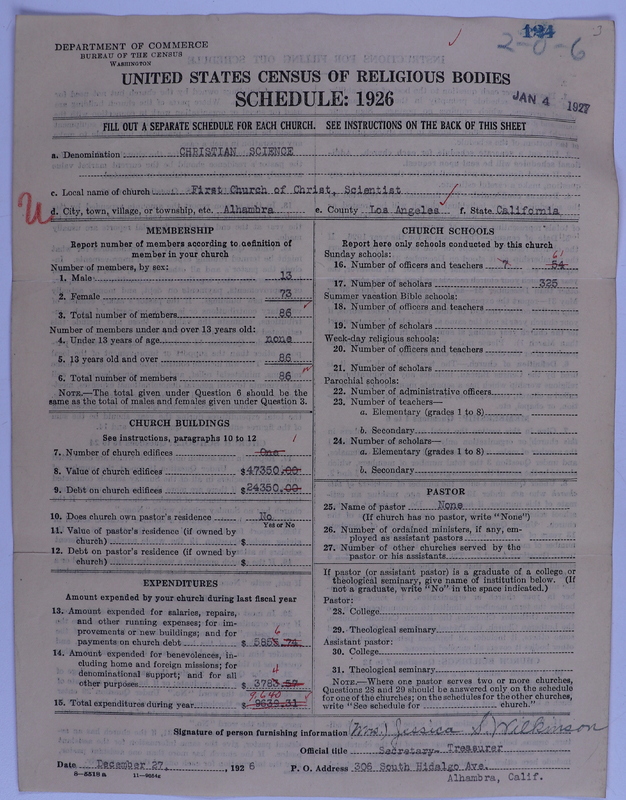 124
2-0-6
DEPARTMENT OF COMMERCE
BUREAU OF THE CENSUS
WASHINGTON
UNITED STATES CENSUS OF RELIGIOUS BODIES
SCHEDULE: 1926
JAN 4 1927
FILL OUT A SEPARATE SCHEDULE FOR EACH CHURCH. SEE INSTRUCTIONS ON THE BACK OF THIS SHEET
a. Denomination CHRISTIAN SCIENCE
c. Local name of church First Church of Christ, Scientist
U
d. City, town, village, or township, etc. Alhambra e. County Los Angeles f. State California
MEMBERSHIP
Report number of members according to definition of
member in your church
Number of members, by sex:
1. Male 13
2. Female 73
3. Total number of members 86
Number of members under and over 13 years old:
4. Under 13 years of age none
5. 13 years old and over 86
6. Total number of members 86
NOTE.—The total given under Question 6 should be the
same as the total of males and females given under Question 3.
CHURCH BUILDINGS
See instructions, paragraphs 10 to 12
1
7. Number of church edifices One
8. Value of church edifices $47350.00
9. Debt on church edifices $24350.00
10. Does church own pastor's residence No
Yes or No
11. Value of pastor's residence (if owned by
church) $
12. Debt on pastor's residence (if owned by
church) $
EXPENDITURES
Amount expended by your church during last fiscal year
13. Amount expended for salaries, repairs,
and other running expenses; for im-
provements or new buildings; and for
6
payments on church debt $ 5855.74
14. Amount expended for benevolences, in-
cluding home and foreign missions; for
denominational support; and for all
4
other purposes $ 3783.57
9,640
15. Total expenditures during year $ 9639.31
CHURCH SCHOOLS
Report here only schools conducted by this church
Sunday schools:
61
16. Number of officers and teachers 7 54
17. Number of scholars 325
Summer vacation Bible schools:
18. Number of officers and teachers
19. Number of scholars
Week-day religious schools:
20. Number of officers and teachers
21. Number of scholars
Parochial schools:
22. Number of administrative officers
23. Number of teachers—
a. Elementary (grades 1 to 8)
b. Secondary
24. Number of scholars—
a. Elementary (grades 1 to 8)
b. Secondary
PASTOR
25. Name of pastor None
(If church has no pastor, write "None")
26. Number of ordained ministers, if any, em-
ployed as assistant pastors
27. Number of other churches served by the
pastor or his assistants
If pastor (or assistant pastor) is a graduate of a college or
theological seminary, give name of institution below. (If
not a graduate, write "No" in the space indicated.)
Pastor:
28. College
29. Theological seminary
Assistant pastor:
30. College
31. Theological seminary
NOTE.—Where one pastor serves two or more churches,
Questions 28 and 29 should be answered only on the schedule
for one of the churches; on the schedules for the other churches,
write "See schedule for church."
Signature of person furnishing information (Mrs.) Jessica S. Wilkinson
Official title Secretary- Treasurer
Date December 27, , 1926 P. O. Address 305 South Hidalgo Ave.
8—5518a 11—9064c Alhambra, Calif.